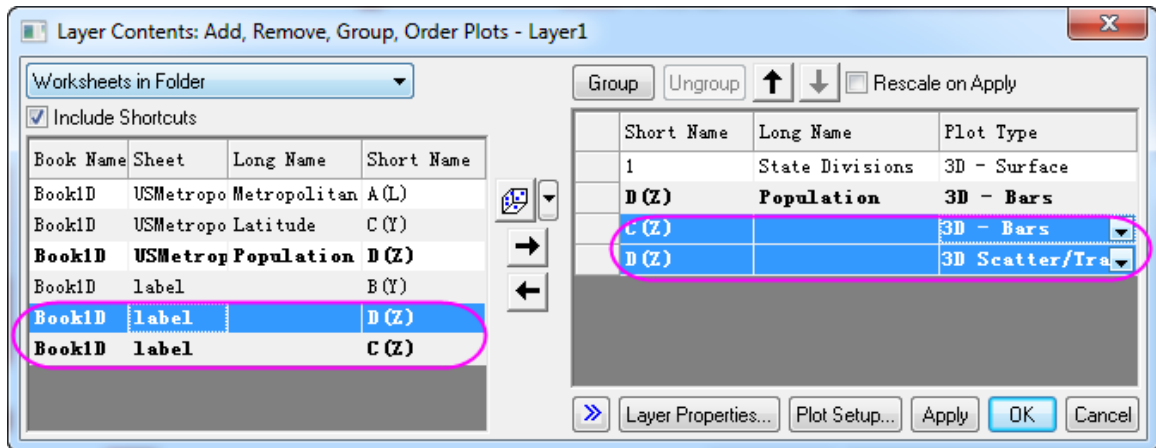 Layer Contents: Add, Remove, Group, Order Plots - Layer1
Worksheets in Folder
Include Shortcuts
Book Name Sheet Long Name Short Name
Book1D USMetropo Metropolitan A(L)
Book1D USMetropo Latitude C(Y)
Book1D USMetrop Population D(Z)
Book1D label B(Y)
Book1D label D(Z)
Book1D label C(Z)
Group Ungroup Rescale on Apply
Short Name Long Name Plot Type
1 State Divisions 3D - Surface
D(Z) Population 3D - Bars
C(Z) 3D - Bars
D(Z) 3D Scatter/Tra
Layer Properties... Plot Setup... Apply OK Cancel